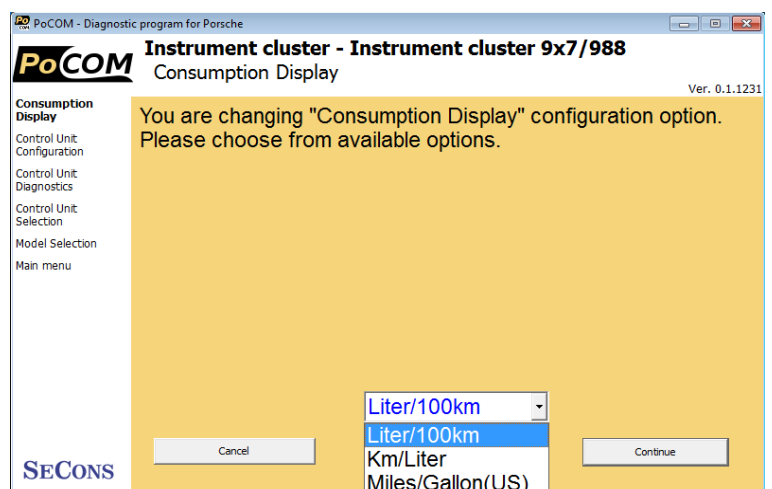 PoCOM - Diagnostic program for Porsche
PoCOM
Instrument cluster - Instrument cluster 9x7/988
Consumption Display
Ver. 0.1.1231
Consumption
Display
Control Unit
Configuration
Control Unit
Diagnostics
Control Unit
Selection
Model Selection
Main menu
You are changing "Consumption Display" configuration option.
Please choose from available options.
Liter/100km
Liter/100km
Km/Liter
Miles/Gallon(US)
Cancel
Continue
SECONS